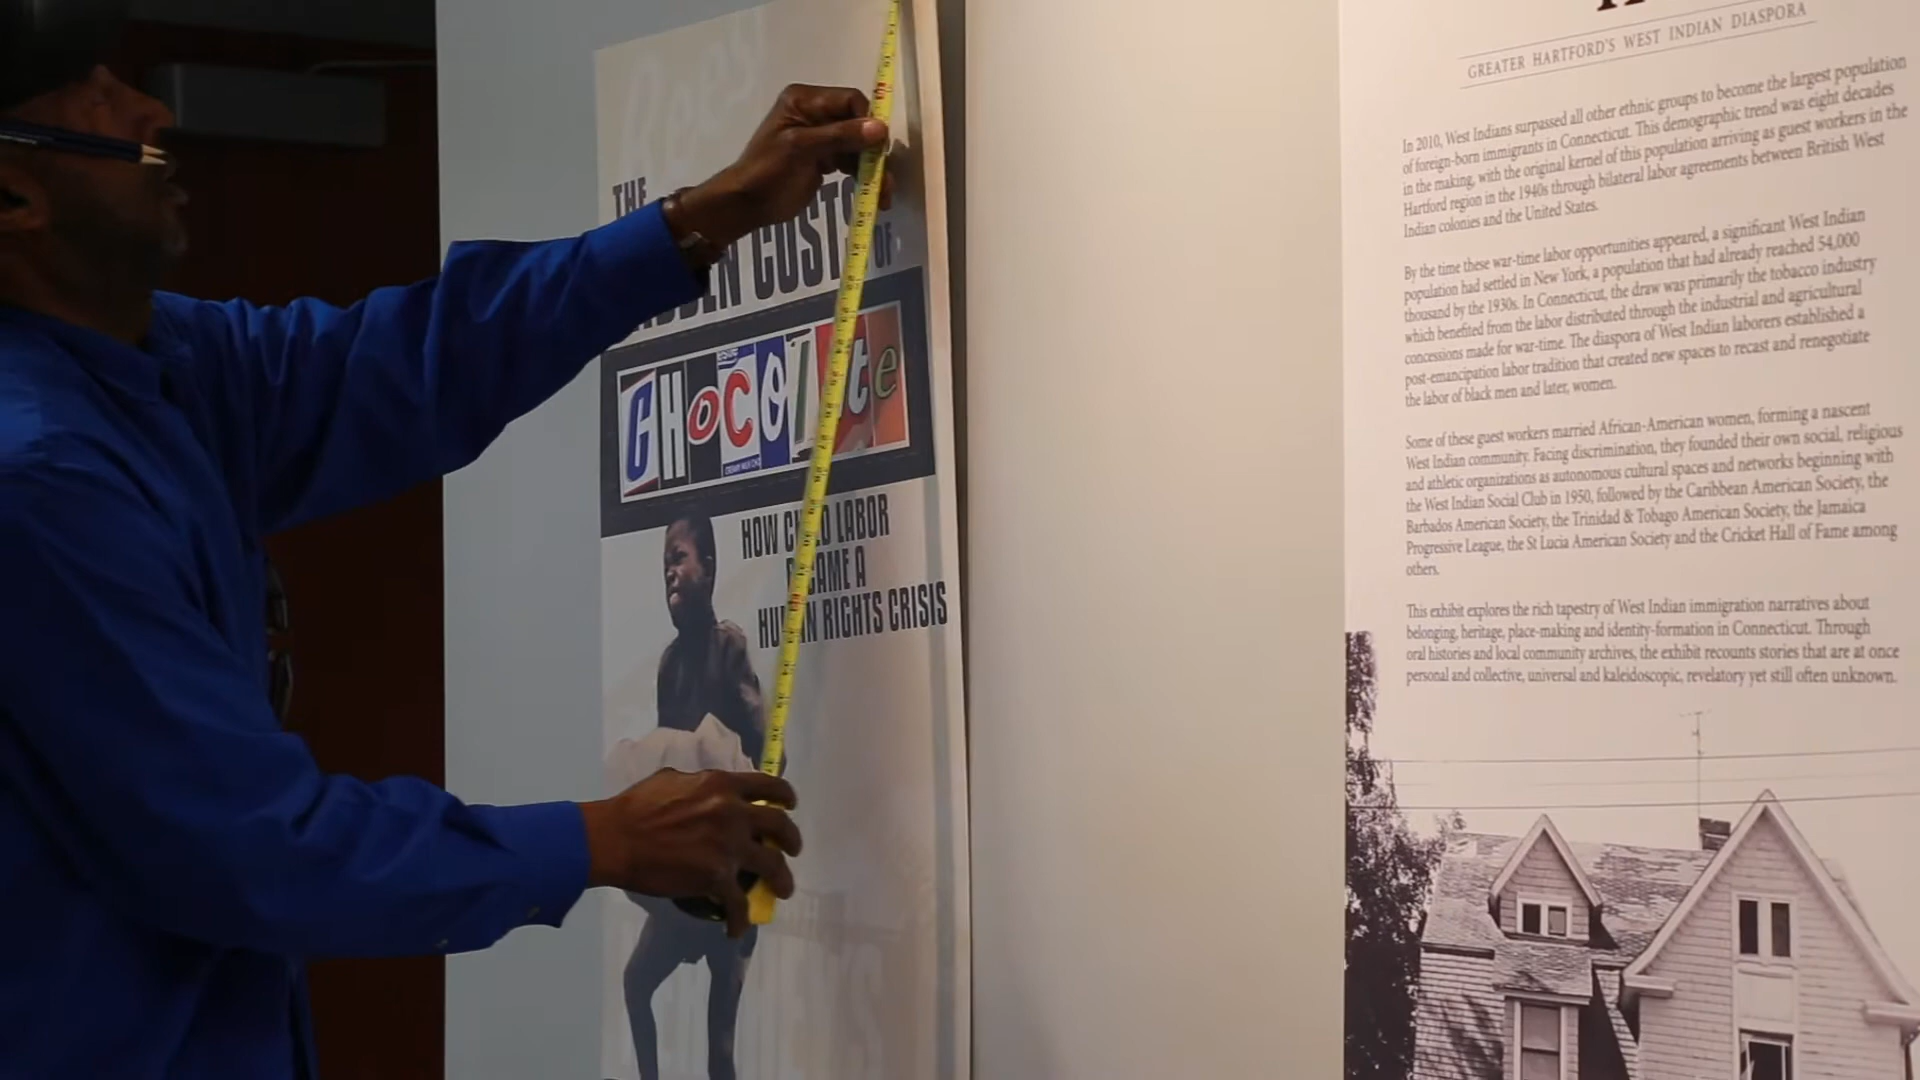 THE
COSTS
OF:
CHOCOLate
HOW CHILD LABOR
BECAME A
HUMAN RIGHTS CRISIS
GREATER HARTFORD'S WEST INDIAN DIASPORA
In 2010, West Indians surpassed all other ethnic groups to become the largest population
of foreign-born immigrants in Connecticut. This demographic trend was eight decades
in the making, with the original kernel of this population arriving as guest workers in the
Hartford region in the 1940s through bilateral labor agreements between British West
Indian colonies and the United States.
By the time these war-time labor opportunities appeared, a significant West Indian
population had settled in New York, a population that had already reached 54,000
thousand by the 1930s. In Connecticut, the draw was primarily the tobacco industry
which benefited from the labor distributed through the industrial and agricultural
concessions made for war-time. The diaspora of West Indian laborers established a
post-emancipation labor tradition that created new spaces to recast and renegotiate
the labor of black men and later, women.
Some of these guest workers married African-American women, forming a nascent
West Indian community. Facing discrimination, they founded their own social, religious
and athletic organizations as autonomous cultural spaces and networks beginning with
the West Indian Social Club in 1950, followed by the Caribbean American Society, the
Barbados American Society, the Trinidad & Tobago American Society, the Jamaica
Progressive League, the St Lucia American Society and the Cricket Hall of Fame among
others.
This exhibit explores the rich tapestry of West Indian immigration narratives about
belonging, heritage, place-making and identity-formation in Connecticut. Through
oral histories and local community archives, the exhibit recounts stories that are at once
personal and collective, universal and kaleidoscopic, revelatory yet still often unknown.